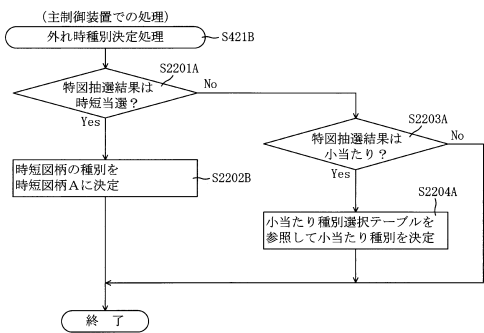 (主制御装置での処理)
外れ時種別決定処理
S421B
S2201A
特図抽選結果は
時短当選？
No
Yes
S2203A
特図抽選結果は
小当たり？
No
Yes
時短図柄の種別を
時短図柄Aに決定
S2202B
S2204A
小当たり種別選択テーブルを
参照して小当たり種別を決定
終 了